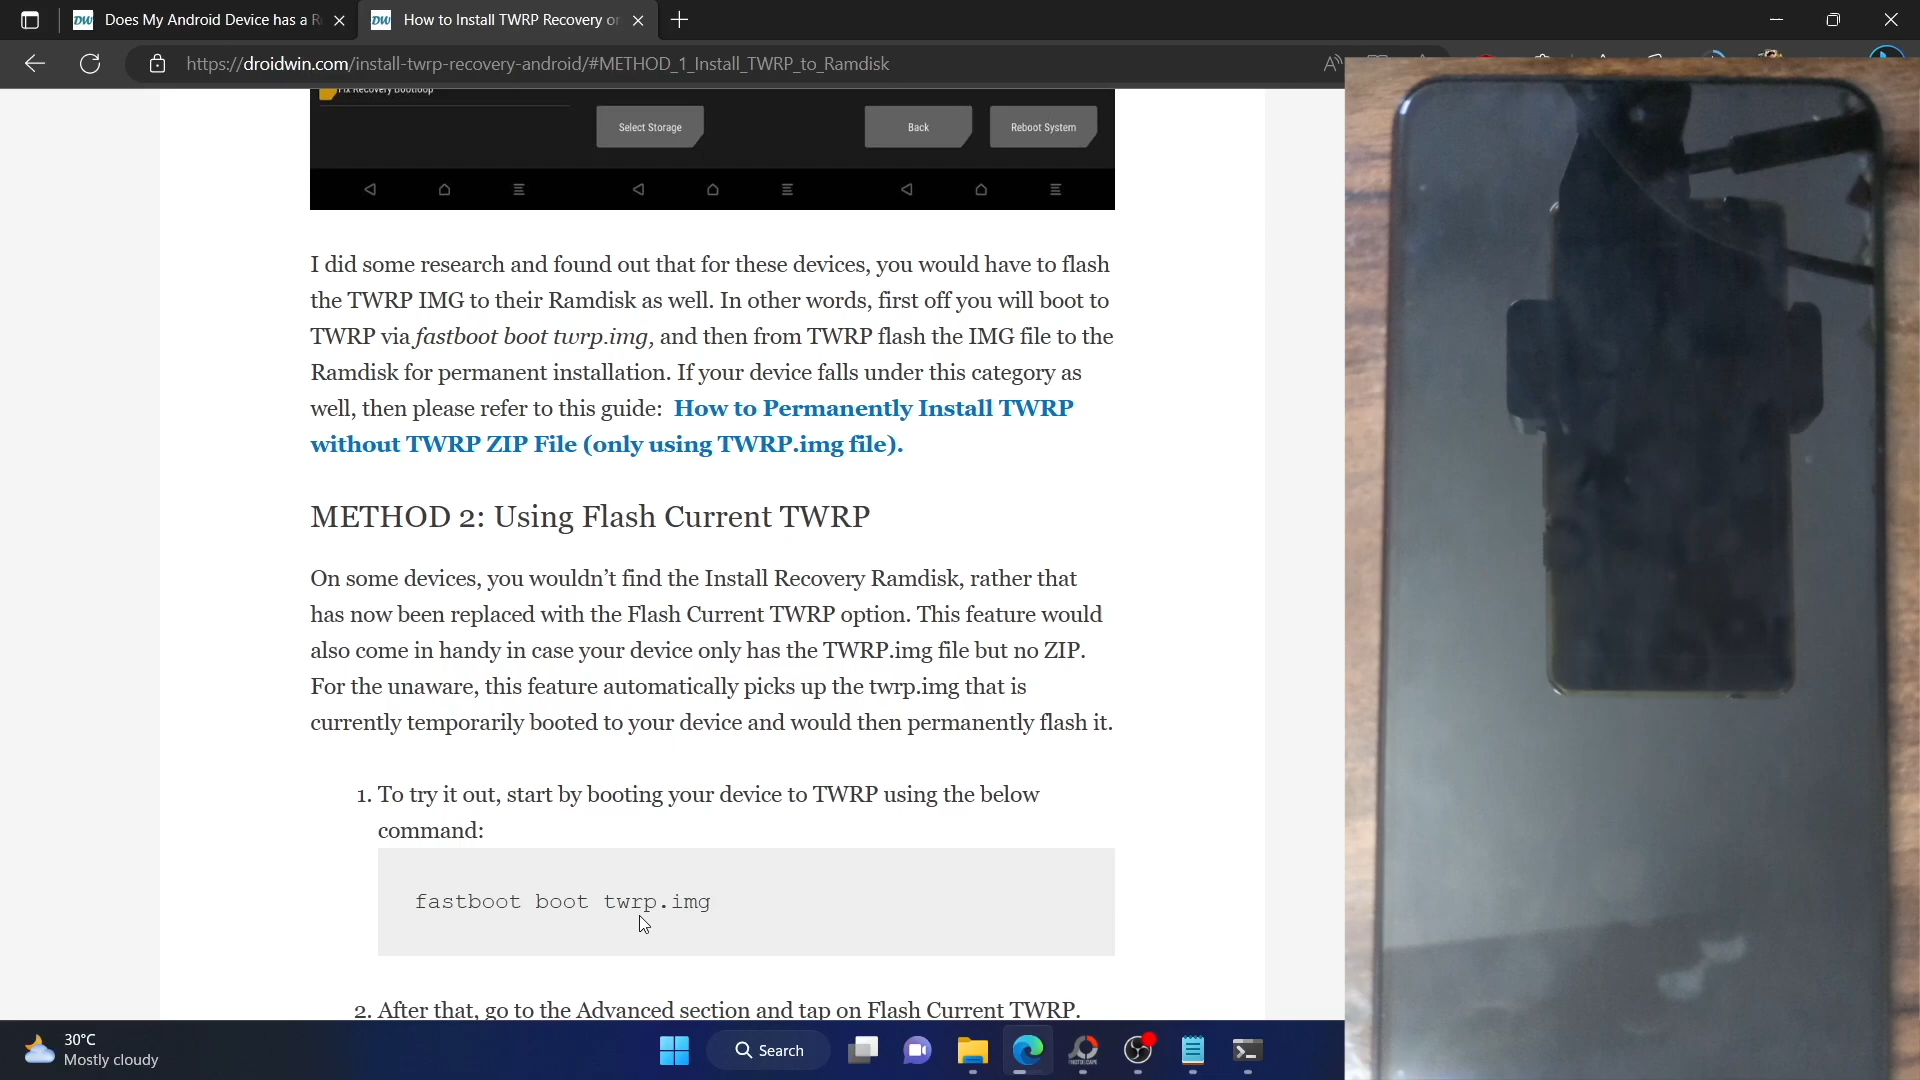 Does My Android Device has a R
How to Install TWRP Recovery on
https://droidwin.com/install-twrp-recovery-android/#METHOD_1_Install_TWRP_to_Ramdisk
Fix Recovery Bootloop
Select Storage
Back
Reboot System
I did some research and found out that for these devices, you would have to flash
the TWRP IMG to their Ramdisk as well. In other words, first off you will boot to
TWRP via fastboot boot twrp.img, and then from TWRP flash the IMG file to the
Ramdisk for permanent installation. If your device falls under this category as
well, then please refer to this guide: How to Permanently Install TWRP
without TWRP ZIP File (only using TWRP.img file).
METHOD 2: Using Flash Current TWRP
On some devices, you wouldn’t find the Install Recovery Ramdisk, rather that
has now been replaced with the Flash Current TWRP option. This feature would
also come in handy in case your device only has the TWRP.img file but no ZIP.
For the unaware, this feature automatically picks up the twrp.img that is
currently temporarily booted to your device and would then permanently flash it.
1. To try it out, start by booting your device to TWRP using the below
command:
fastboot boot twrp.img
2. After that, go to the Advanced section and tap on Flash Current TWRP.
30°C
Mostly cloudy
Search